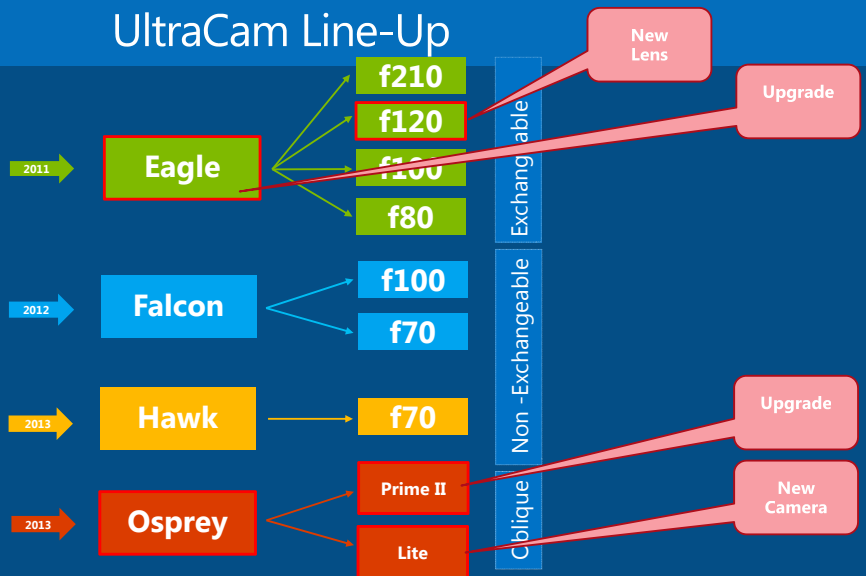 UltraCam Line-Up
New
Lens
Upgrade
2011
Eagle
f210
f120
f100
f80
Exchangeable
2012
Falcon
f100
f70
Non -Exchangeable
2013
Hawk
f70
Upgrade
2013
Osprey
Prime II
Lite
Oblique
New
Camera